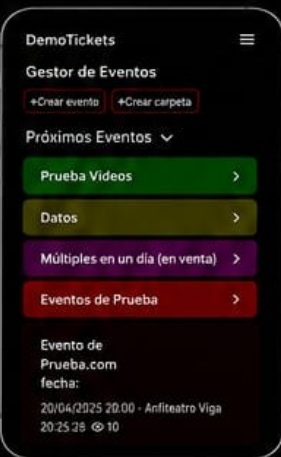 DemoTickets
Gestor de Eventos
+Crear evento +Crear carpeta
Próximos Eventos
Prueba Videos
Datos
Múltiples en un día (en venta)
Eventos de Prueba
Evento de
Prueba.com
fecha:
20/04/2025 20:00 - Anfiteatro Viga
20:25:28 10